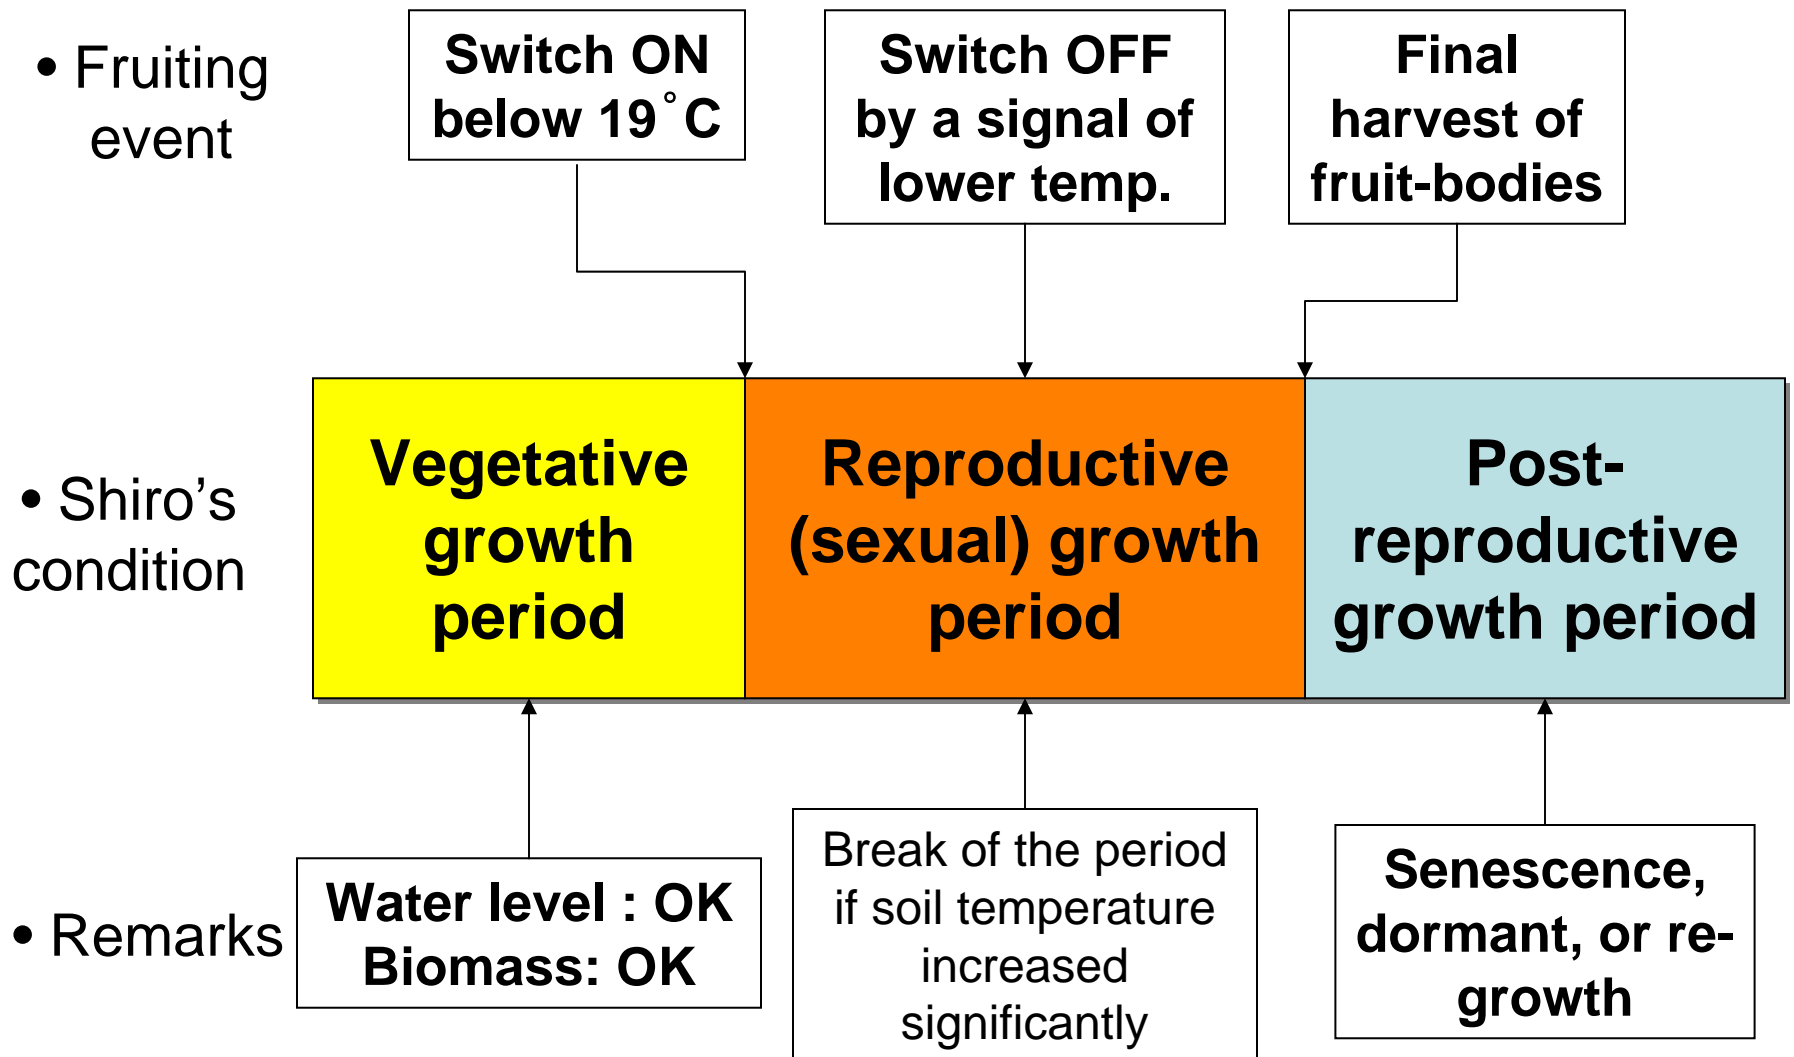 • Fruiting
event
Switch ON
below 19˚C
Switch OFF
by a signal of
lower temp.
Final
harvest of
fruit-bodies
• Shiro’s
condition
Vegetative
growth
period
Reproductive
(sexual) growth
period
Post-
reproductive
growth period
• Remarks
Water level : OK
Biomass: OK
Break of the period
if soil temperature
increased
significantly
Senescence,
dormant, or re-
growth